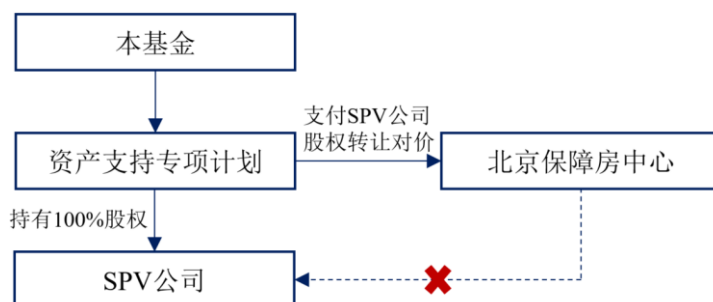 本基金
支付SPV公司
股权转让对价
资产支持专项计划
北京保障房中心
持有100%股权
SPV公司